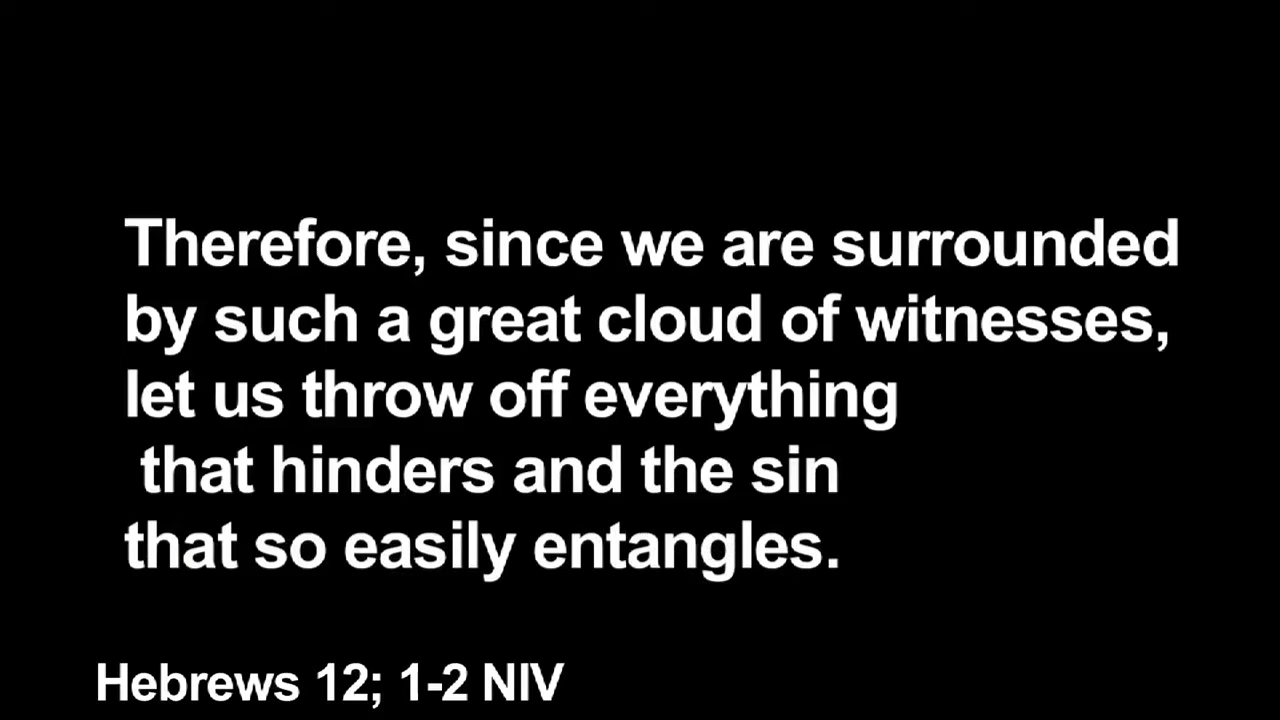 Therefore, since we are surrounded
by such a great cloud of witnesses,
let us throw off everything
that hinders and the sin
that so easily entangles.
Hebrews 12; 1-2 NIV